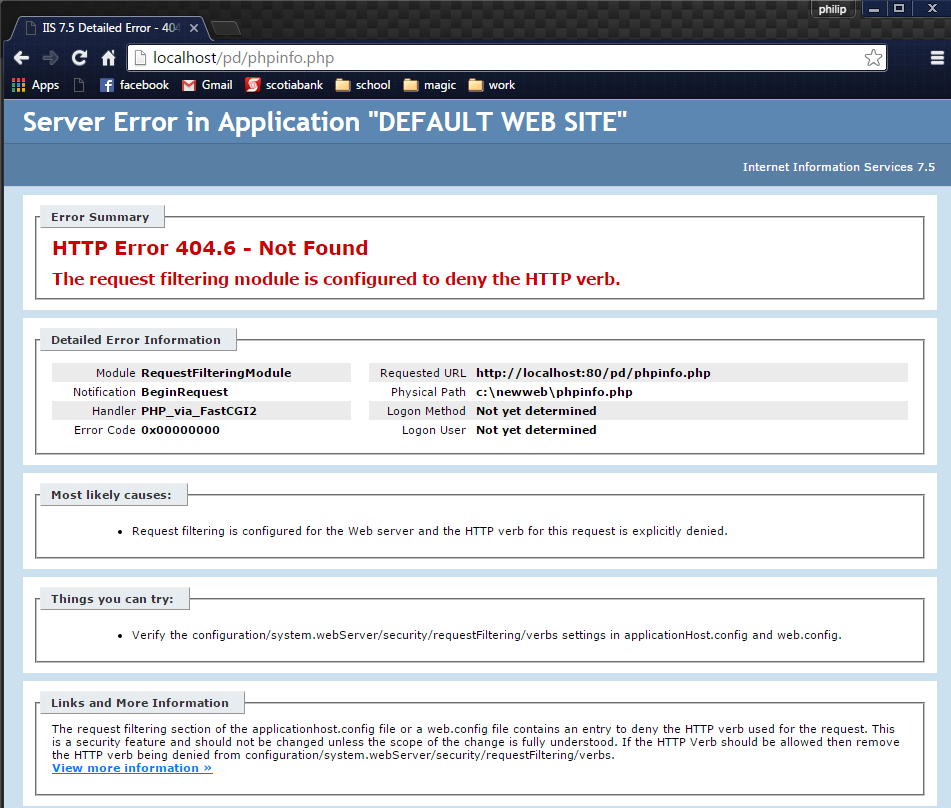 philip
IIS 7.5 Detailed Error - 404
localhost/pd/phpinfo.php
Apps facebook Gmail scotiabank school magic work
Server Error in Application "DEFAULT WEB SITE"
Internet Information Services 7.5
Error Summary
HTTP Error 404.6 - Not Found
The request filtering module is configured to deny the HTTP verb.
Detailed Error Information
Module RequestFilteringModule
Notification BeginRequest
Handler PHP_via_FastCGI2
Error Code 0x00000000
Requested URL http://localhost:80/pd/phpinfo.php
Physical Path c:\newweb\phpinfo.php
Logon Method Not yet determined
Logon User Not yet determined
Most likely causes:
• Request filtering is configured for the Web server and the HTTP verb for this request is explicitly denied.
Things you can try:
• Verify the configuration/system.webServer/security/requestFiltering/verbs settings in applicationHost.config and web.config.
Links and More Information
The request filtering section of the applicationhost.config file or a web.config file contains an entry to deny the HTTP verb used for the request. This
is a security feature and should not be changed unless the scope of the change is fully understood. If the HTTP Verb should be allowed then remove
the HTTP verb being denied from configuration/system.webServer/security/requestFiltering/verbs.
View more information »